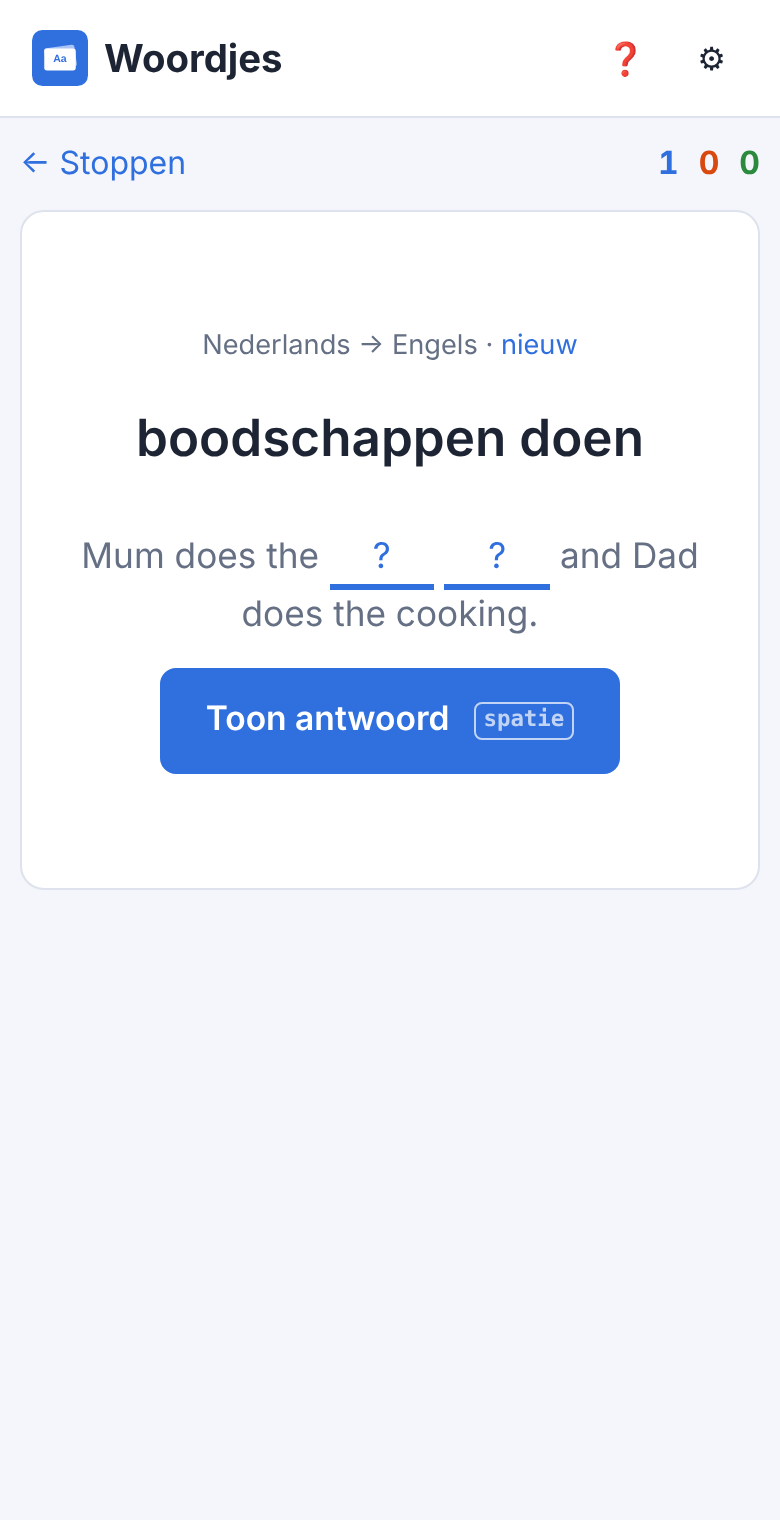 Aa Woordjes ❓ ⚙
← Stoppen 1 0 0
Nederlands → Engels · nieuw
boodschappen doen
Mum does the ? ? and Dad
does the cooking.
Toon antwoord spatie